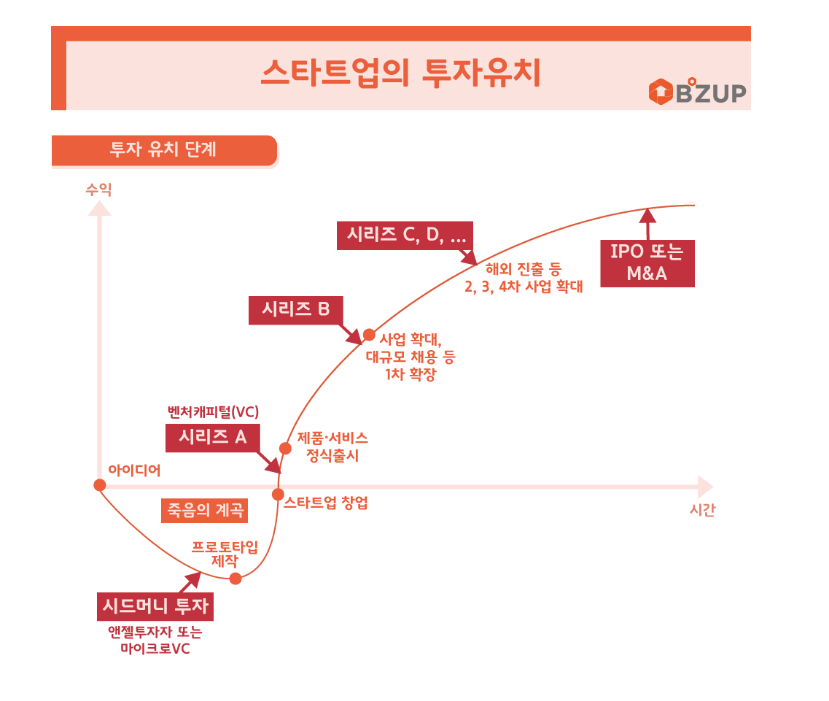 스타트업의 투자유치
BZUP
투자 유치 단계
수익
시리즈 C, D, ...
IPO 또는
M&A
해외 진출 등
2, 3, 4차 사업 확대
시리즈 B
사업 확대,
대규모 채용 등
1차 확장
벤처캐피털(VC)
시리즈 A
제품·서비스
정식출시
아이디어
스타트업 창업
시간
죽음의 계곡
프로토타입
제작
시드머니 투자
앤젤투자자 또는
마이크로VC